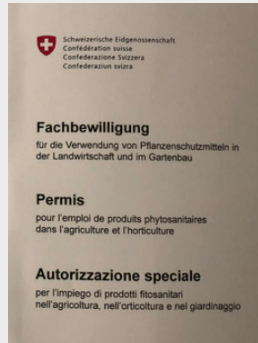 Schweizerische Eidgenossenschaft
Confédération suisse
Confederazione Svizzera
Confederaziun svizra
Fachbewilligung
für die Verwendung von Pflanzenschutzmitteln in
der Landwirtschaft und im Gartenbau
Permis
pour l'emploi de produits phytosanitaires
dans l'agriculture et l'horticulture
Autorizzazione speciale
per l'impiego di prodotti fitosanitari
nell'agricoltura, nell'orticoltura e nel giardinaggio